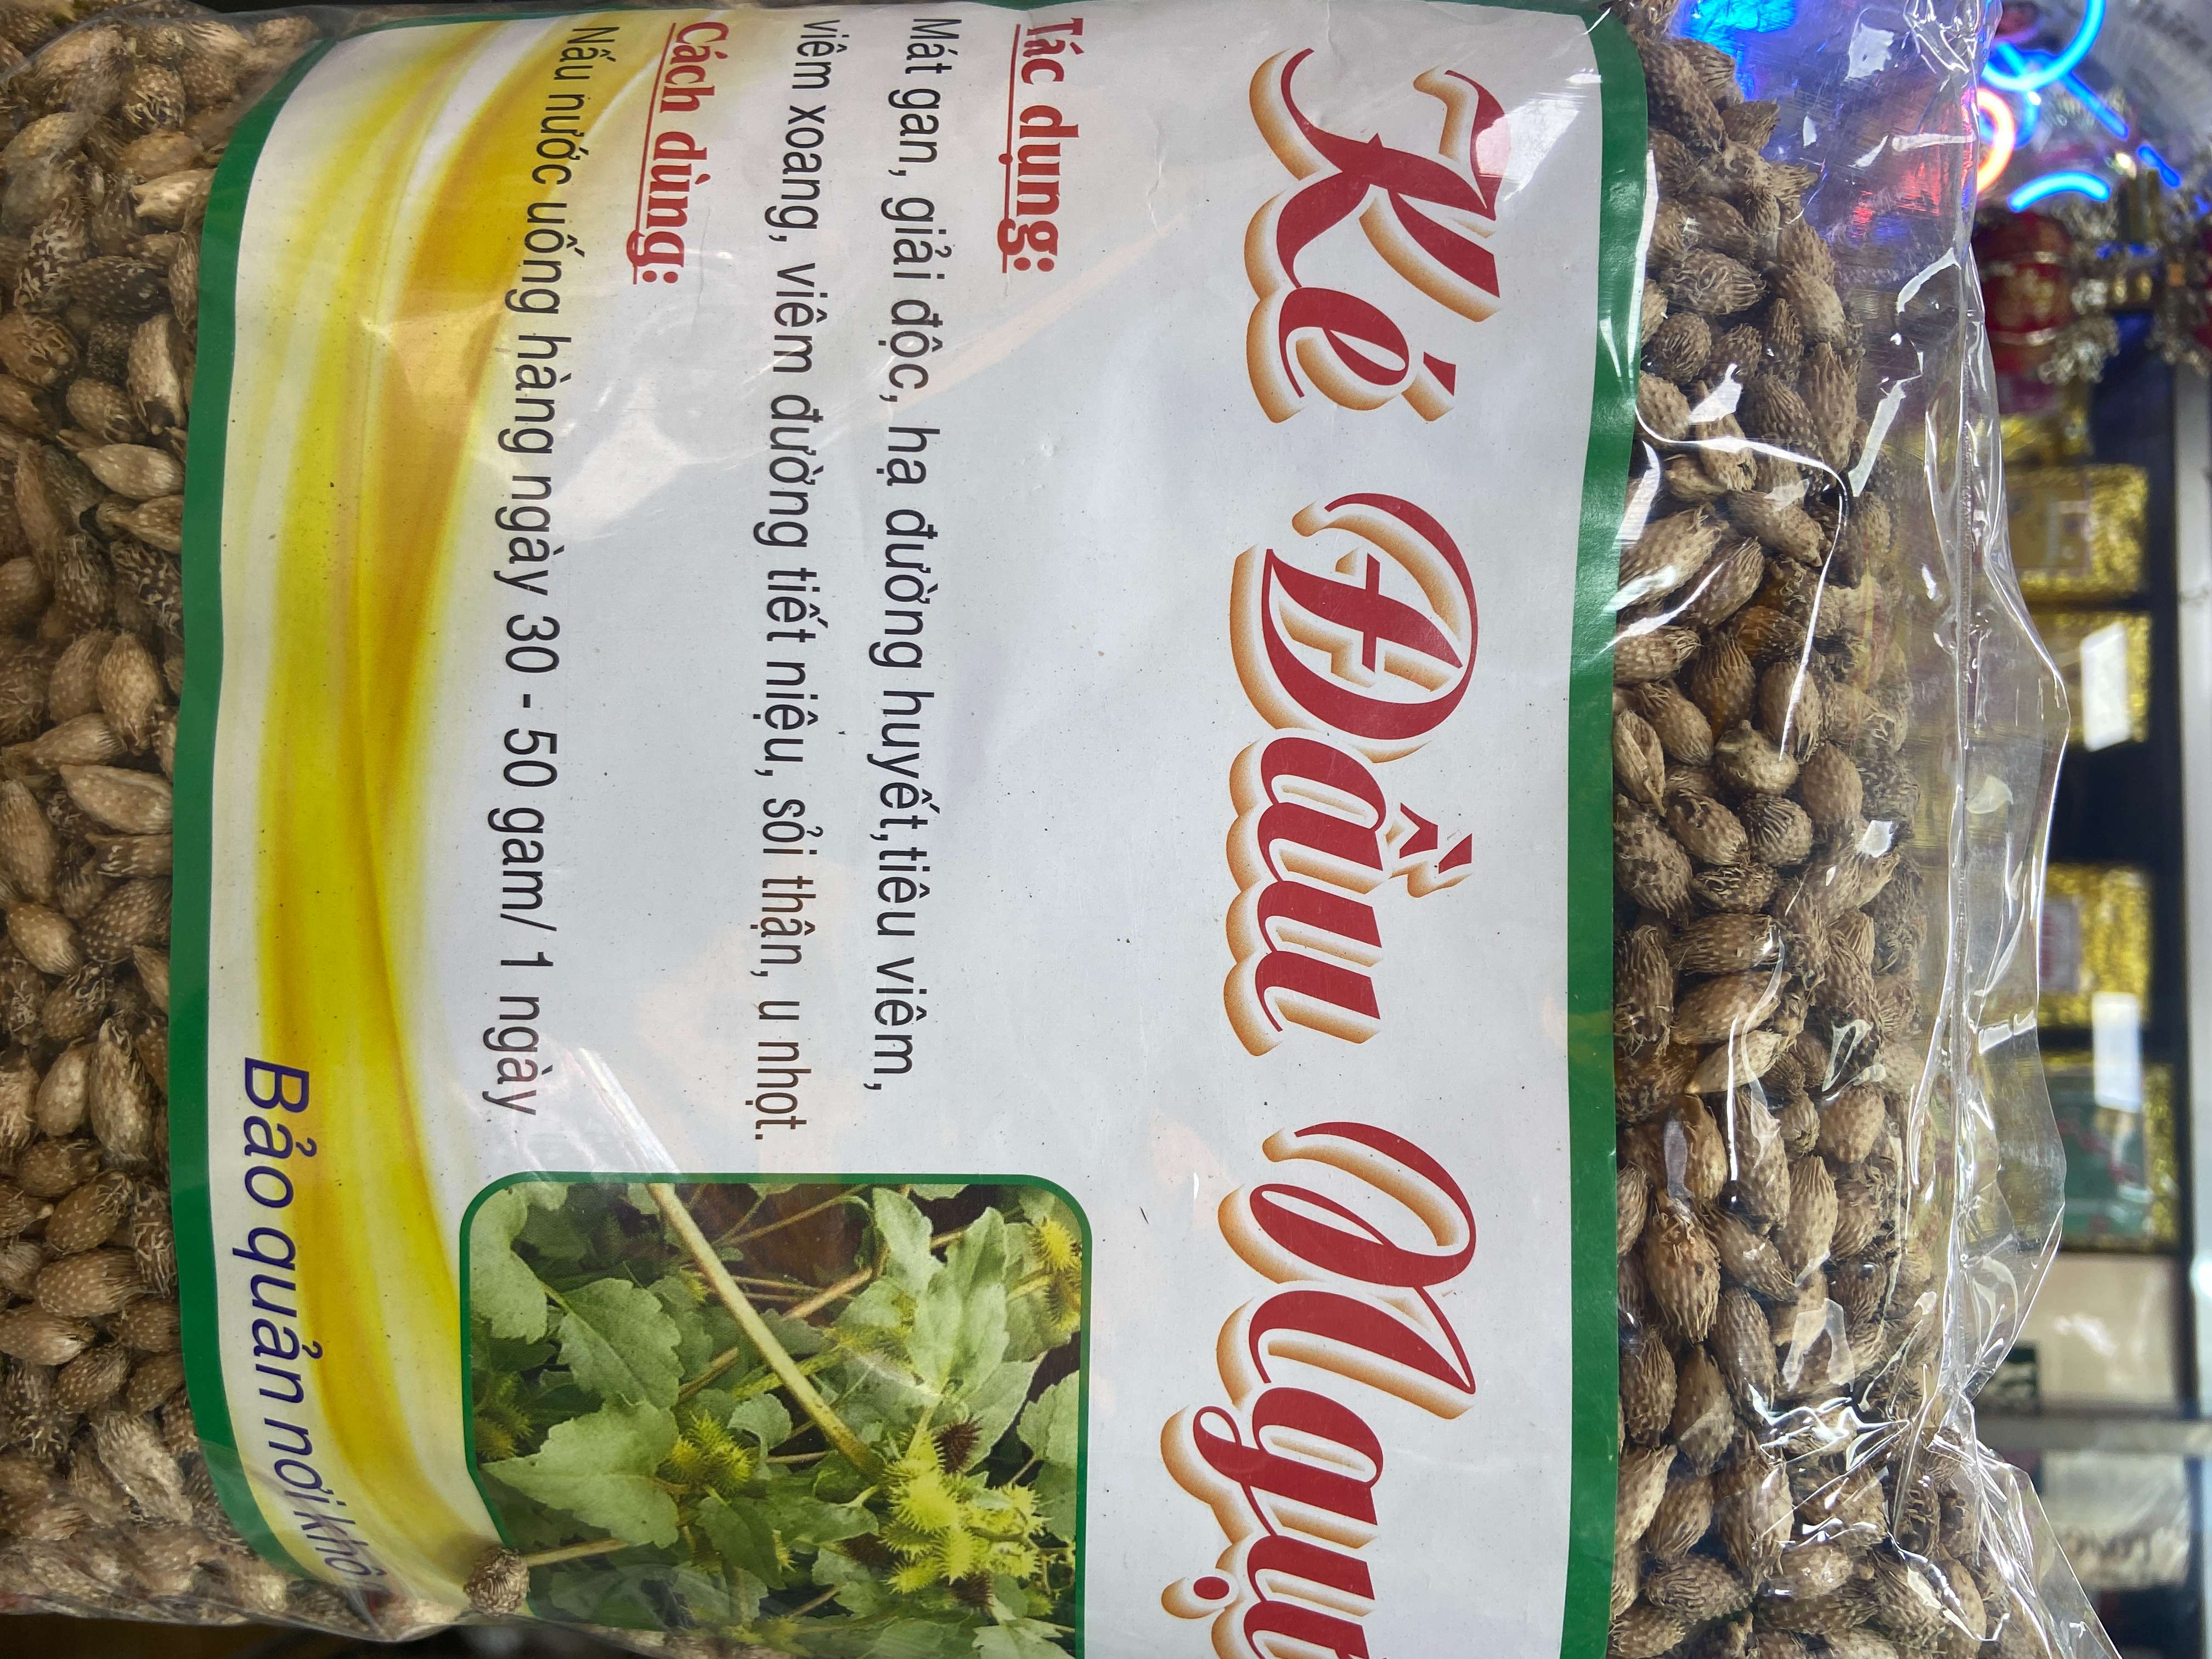 Ké Đầu Ngựa
Tác dụng:
Mát gan, giải độc, hạ đường huyết,tiêu viêm,
viêm xoang, viêm đường tiết niệu, sỏi thận, u nhọt.
Cách dùng:
Nấu nước uống hàng ngày 30 - 50 gam/ 1 ngày
Bảo quản nơi khô